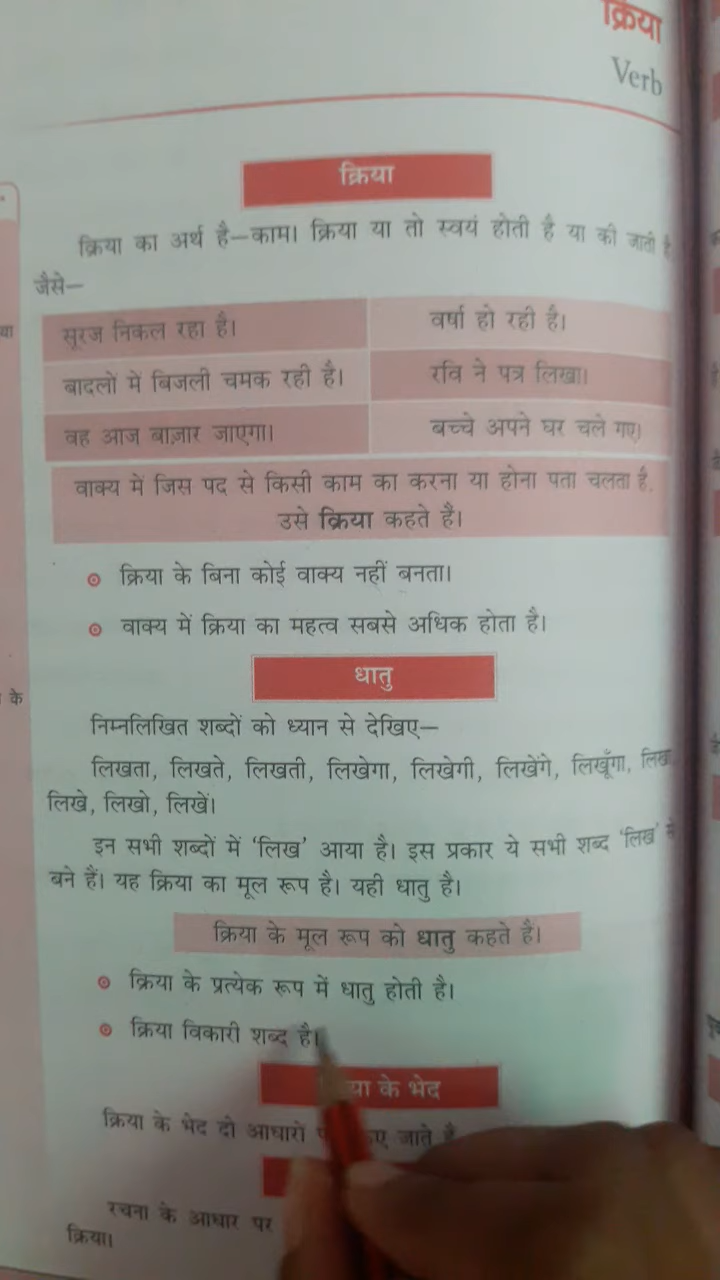 क्रिया
Verb
क्रिया
क्रिया का अर्थ है—काम। क्रिया या तो स्वयं होती है या की जाती है
जैसे—
सूरज निकल रहा है।
वर्षा हो रही है।
बादलों में बिजली चमक रही है।
रवि ने पत्र लिखा।
वह आज बाज़ार जाएगा।
बच्चे अपने घर चले गए।
वाक्य में जिस पद से किसी काम का करना या होना पता चलता है,
उसे क्रिया कहते हैं।
क्रिया के बिना कोई वाक्य नहीं बनता।
वाक्य में क्रिया का महत्व सबसे अधिक होता है।
धातु
निम्नलिखित शब्दों को ध्यान से देखिए—
लिखता, लिखते, लिखती, लिखेगा, लिखेगी, लिखेंगे, लिखूँगा,
लिखे, लिखो, लिखें।
इन सभी शब्दों में ‘लिख’ आया है। इस प्रकार ये सभी शब्द ‘लिख’ से
बने हैं। यह क्रिया का मूल रूप है। यही धातु है।
क्रिया के मूल रूप को धातु कहते हैं।
क्रिया के प्रत्येक रूप में धातु होती है।
क्रिया विकारी शब्द है।
के भेद
क्रिया के भेद दो आधारों जाते
रचना के आधार पर
क्रिया।
के